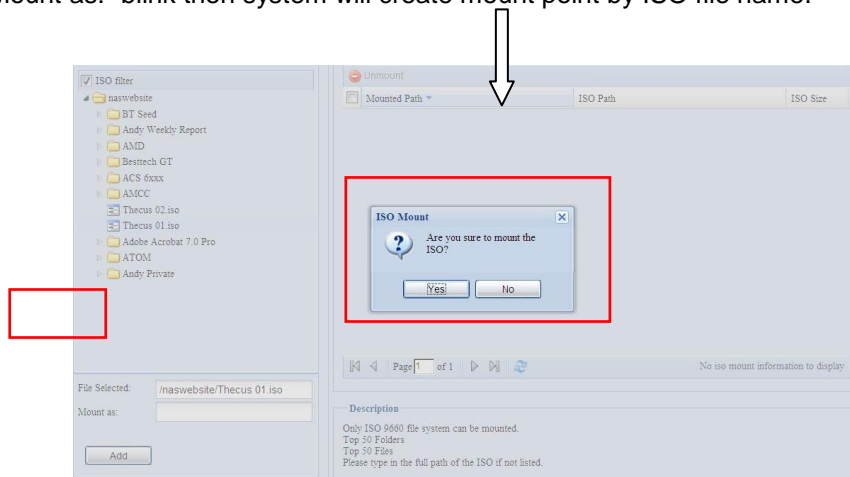 Mount as:" blink then system will create mount point by ISO file name.
ISO filter
naswebsite
BT Seed
Andy Weekly Report
AMD
Besttech GT
ACS 6xxx
AMCC
Thecus 02.iso
Thecus 01.iso
Adobe Acrobat 7.0 Pro
ATOM
Andy Private
File Selected: /naswebsite/Thecus 01.iso
Mount as:
Add
Unmount
Mounted Path ISO Path ISO Size
ISO Mount
Are you sure to mount the
ISO?
Yes No
Page 1 of 1 No iso mount information to display
Description
Only ISO 9660 file system can be mounted.
Top 50 Folders
Top 50 Files
Please type in the full path of the ISO if not listed.